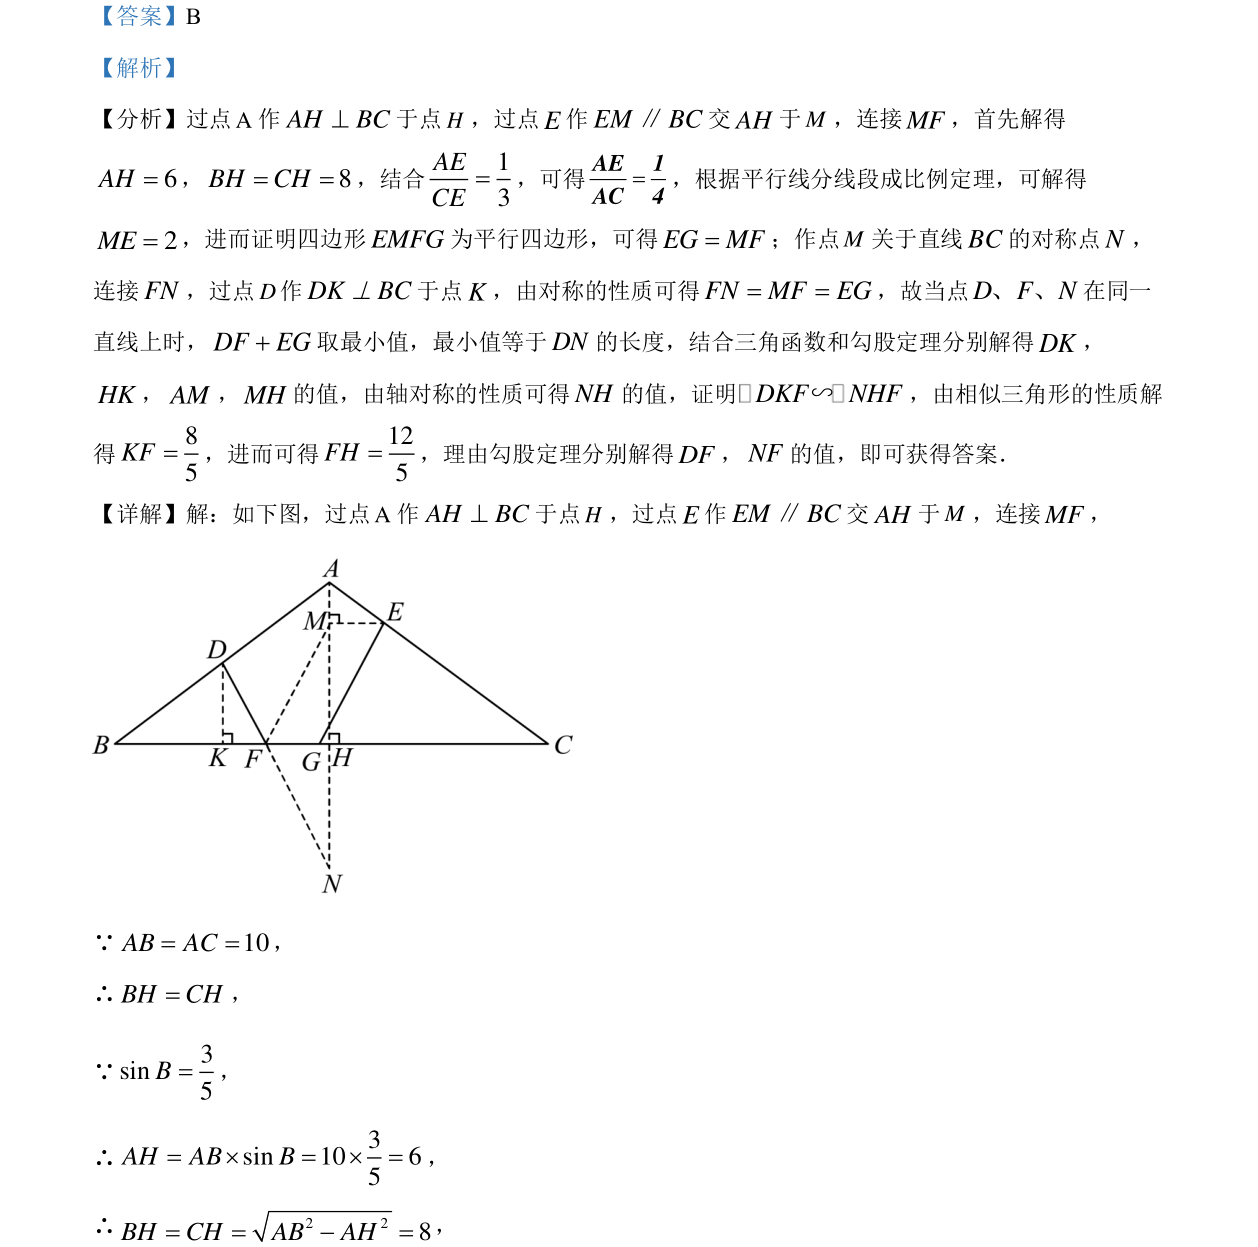 【答案】B
【解析】
【分析】过点A作AH⊥BC于点H，过点E作EM∥BC交AH于M，连接MF，首先解得
AH=6，BH=CH=8，结合AE/CE=1/3，可得AE/AC=1/4，根据平行线分线段成比例定理，可解得
ME=2，进而证明四边形EMFG为平行四边形，可得EG=MF；作点M关于直线BC的对称点N，
连接FN，过点D作DK⊥BC于点K，由对称的性质可得FN=MF=EG，故当点D、F、N在同一
直线上时，DF+EG取最小值，最小值等于DN的长度，结合三角函数和勾股定理分别解得DK，
HK，AM，MH的值，由轴对称的性质可得NH的值，证明□DKF∽□NHF，由相似三角形的性质解
得KF=8/5，进而可得FH=12/5，理由勾股定理分别解得DF，NF的值，即可获得答案．
【详解】解：如下图，过点A作AH⊥BC于点H，过点E作EM∥BC交AH于M，连接MF，
A
M E
D
B K F G H C
N
∵AB=AC=10，
∴BH=CH，
∵sin B=3/5，
∴AH=AB×sin B=10×3/5=6，
∴BH=CH=√(AB²−AH²)=8，